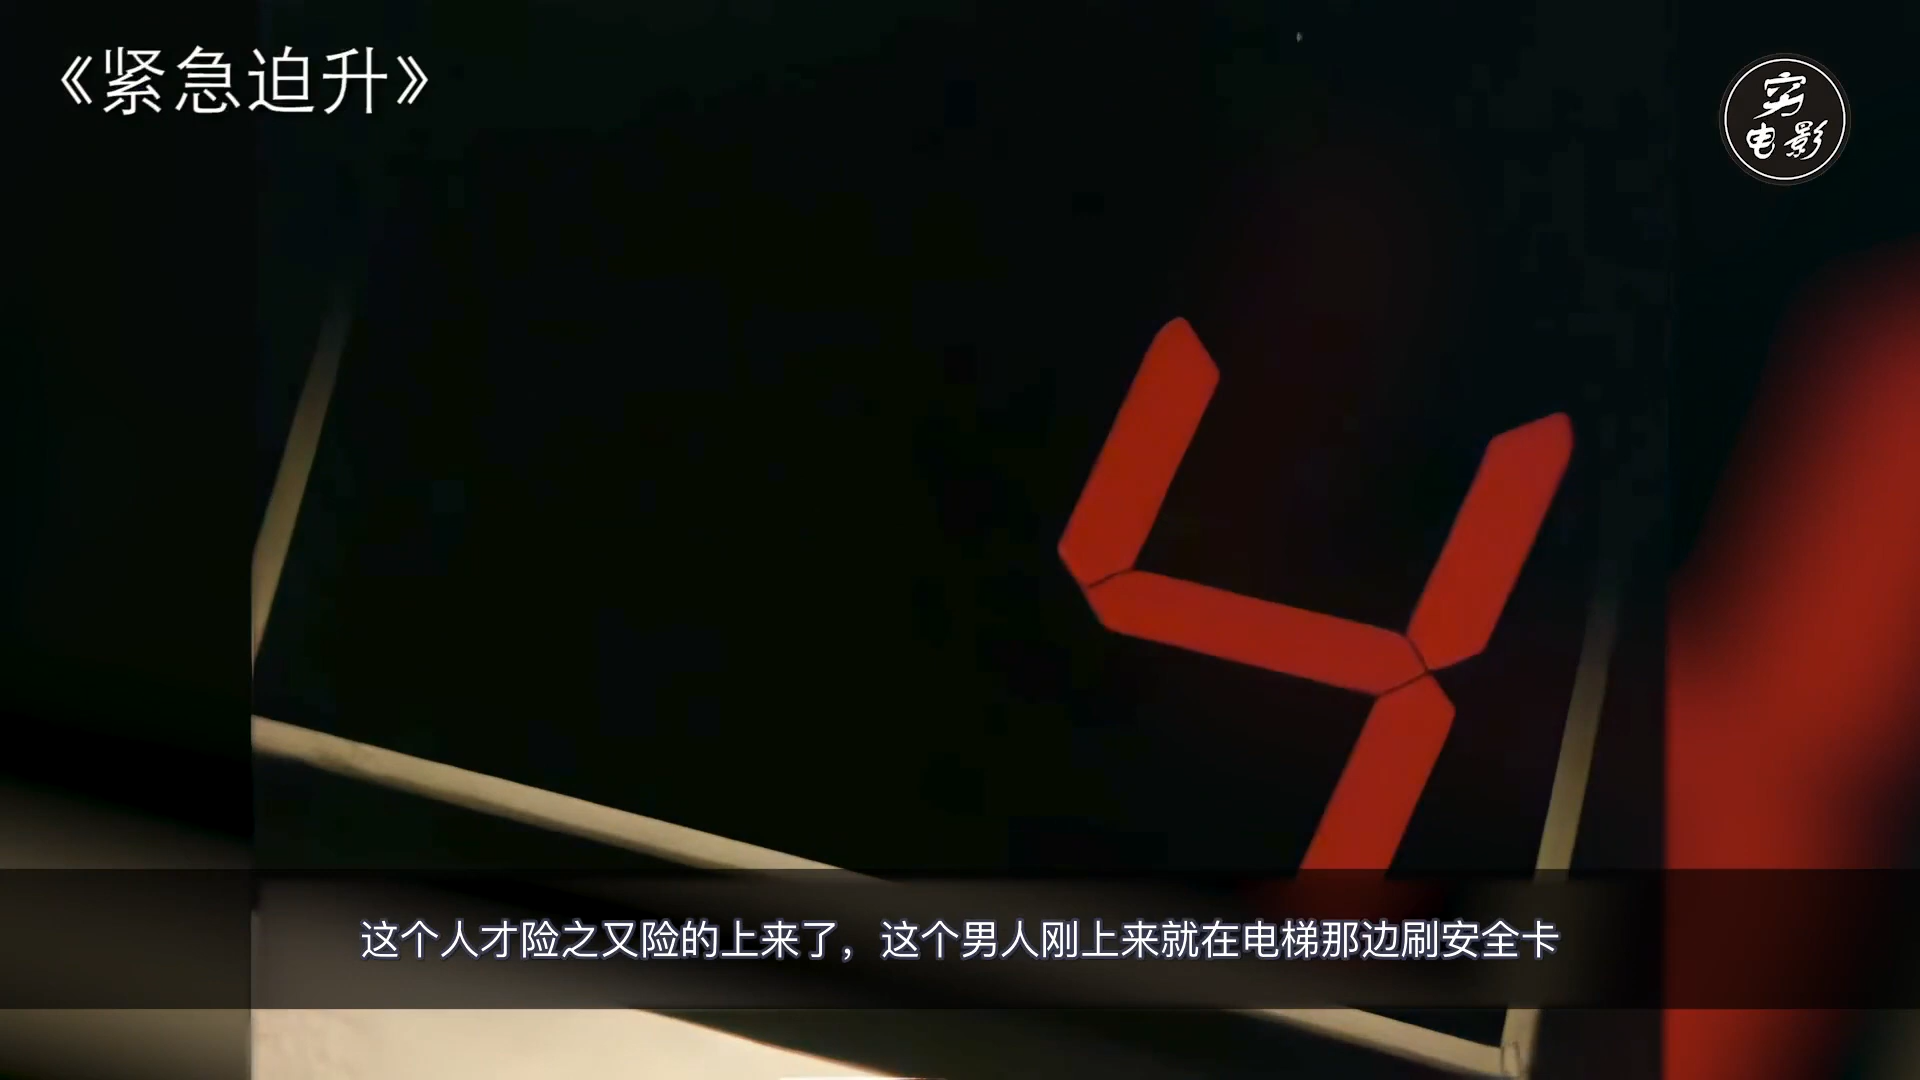 《紧急迫升》
穷
电影
4
这个人才险之又险的上来了，这个男人刚上来就在电梯那边刷安全卡